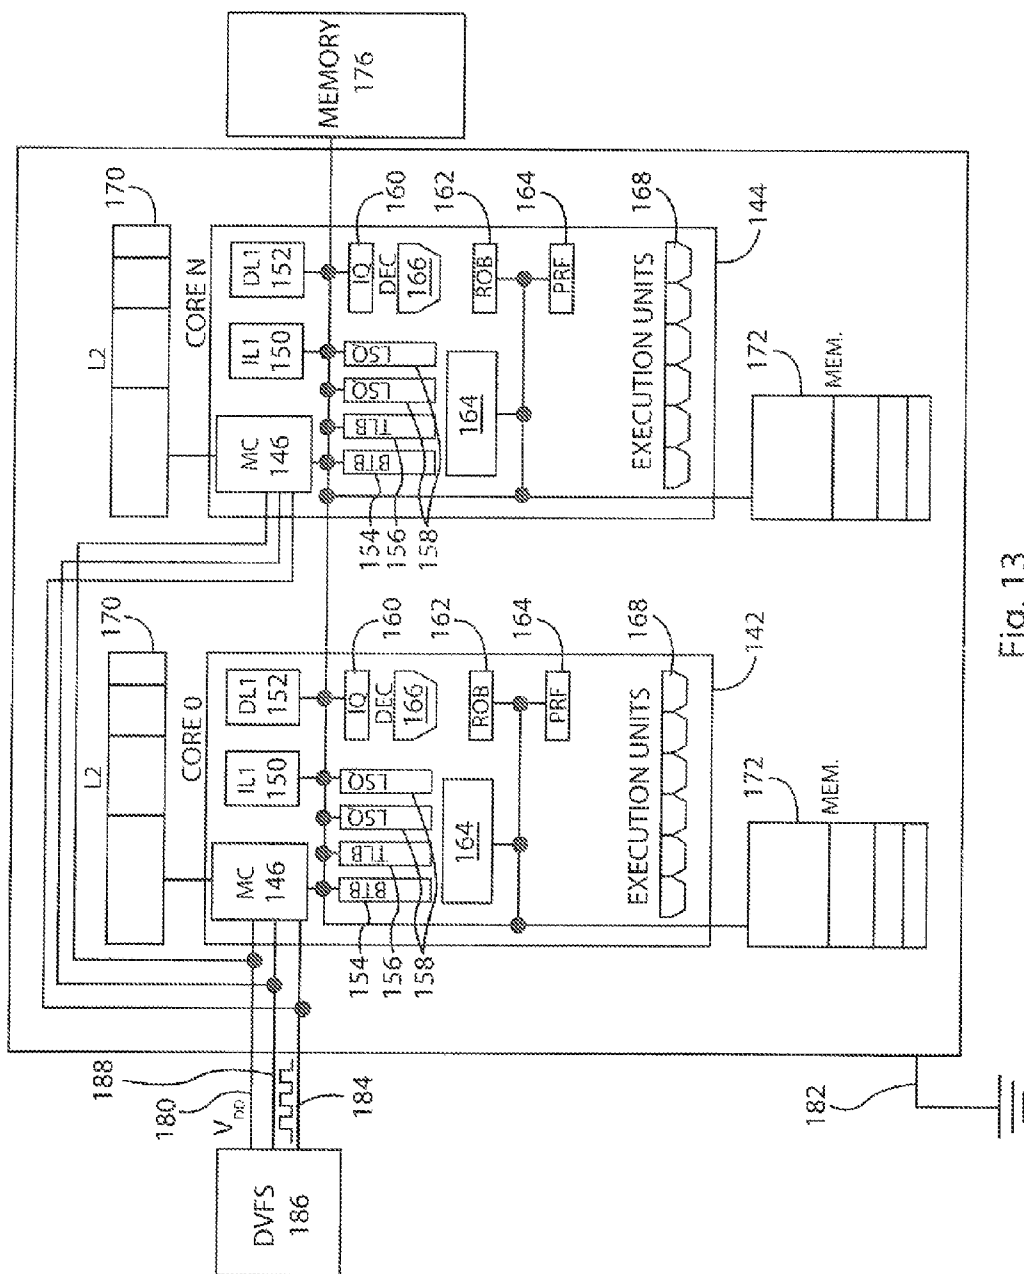 MEMORY
176
170
L2
CORE N
MC
146
IL1
150
DL1
152
BTB
TLB
LSQ
LSQ
IQ
160
DEC
166
154
156
158
164
ROB
162
PRF
164
EXECUTION UNITS
168
144
172
MEM.
170
L2
CORE 0
MC
146
IL1
150
DL1
152
BTB
TLB
LSQ
LSQ
IQ
160
DEC
166
154
156
158
164
ROB
162
PRF
164
EXECUTION UNITS
168
142
172
MEM.
DVFS
186
VDD
180
188
184
182
Fig. 13